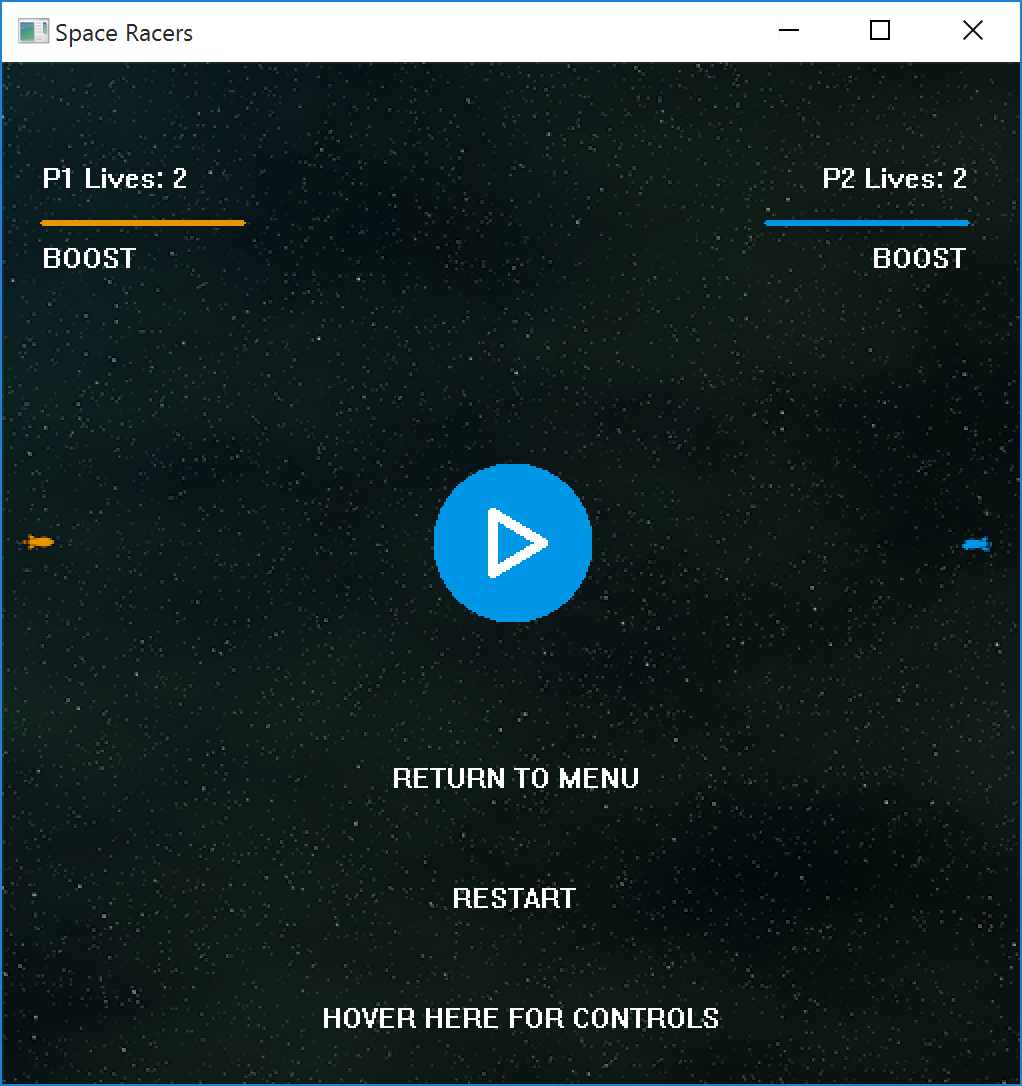 Space Racers
P1 Lives: 2
P2 Lives: 2
BOOST
BOOST
RETURN TO MENU
RESTART
HOVER HERE FOR CONTROLS